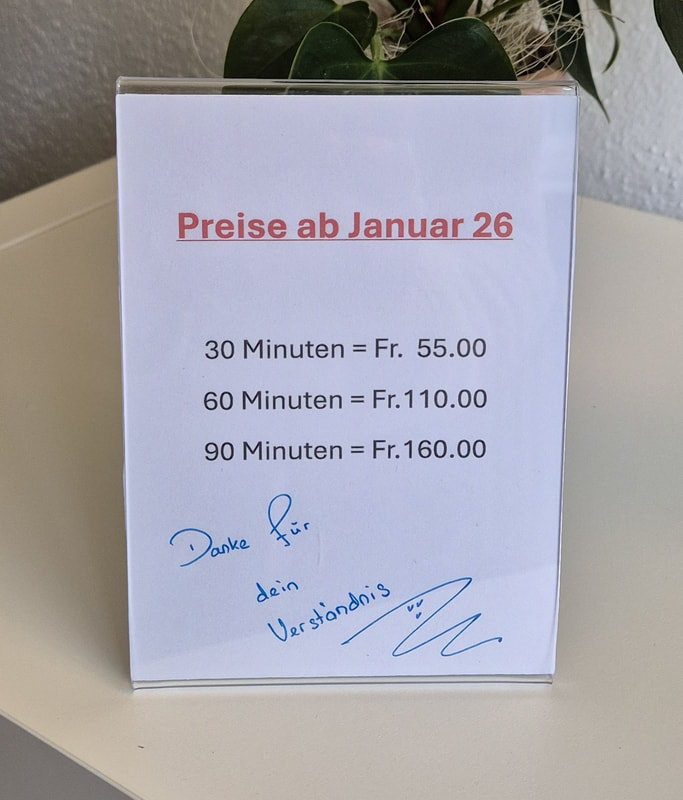 Preise ab Januar 26
30 Minuten = Fr. 55.00
60 Minuten = Fr.110.00
90 Minuten = Fr.160.00
Danke für
dein
Verständnis